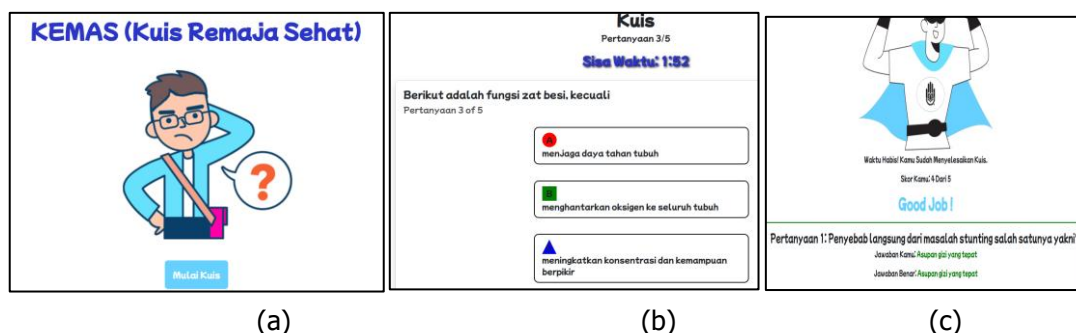 KEMAS (Kuis Remaja Sehat)
?
Mulai Kuis
(a)
Kuis
Pertanyaan 3/5
Sisa Waktu: 1:52
Berikut adalah fungsi zat besi, kecuali
Pertanyaan 3 of 5
A
menjaga daya tahan tubuh
B
menghantarkan oksigen ke seluruh tubuh
meningkatkan konsentrasi dan kemampuan
berpikir
(b)
Waktu Habis! Kamu Sudah Menyelesaikan Kuis.
Skor Kamu: 4 Dari 5
Good Job !
Pertanyaan 1: Penyebab langsung dari masalah stunting salah satunya yakni
Jawaban Kamu: Asupan gizi yang tepat
Jawaban Benar: Asupan gizi yang tepat
(c)